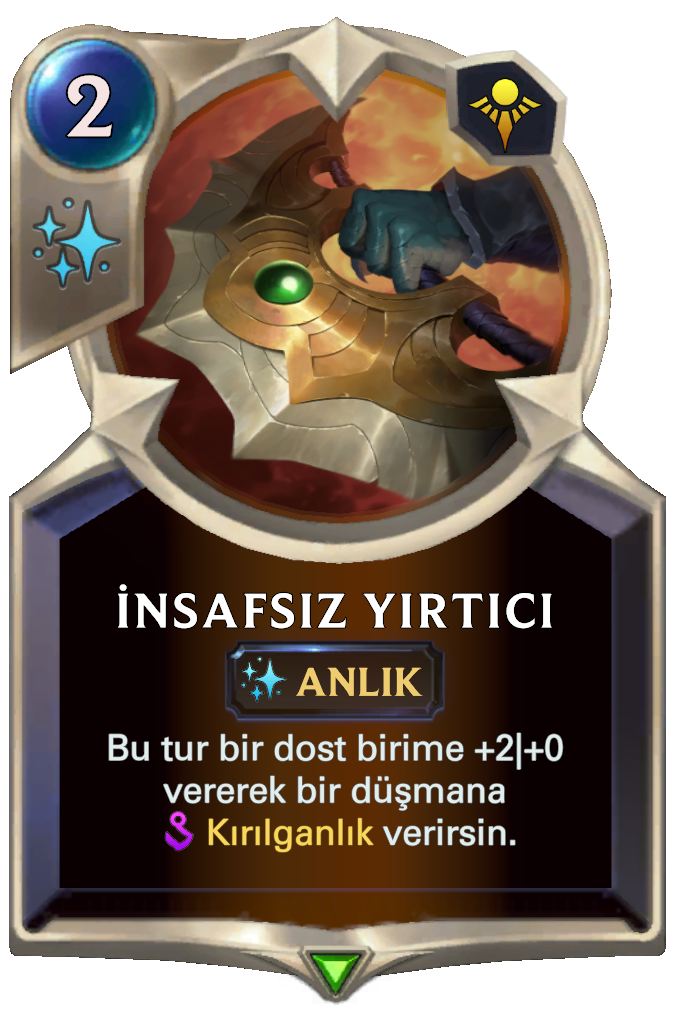 2
İNSAFSIZ YIRTICI
ANLIK
Bu tur bir dost birime +2|+0
vererek bir düşmana
Kırılganlık verirsin.